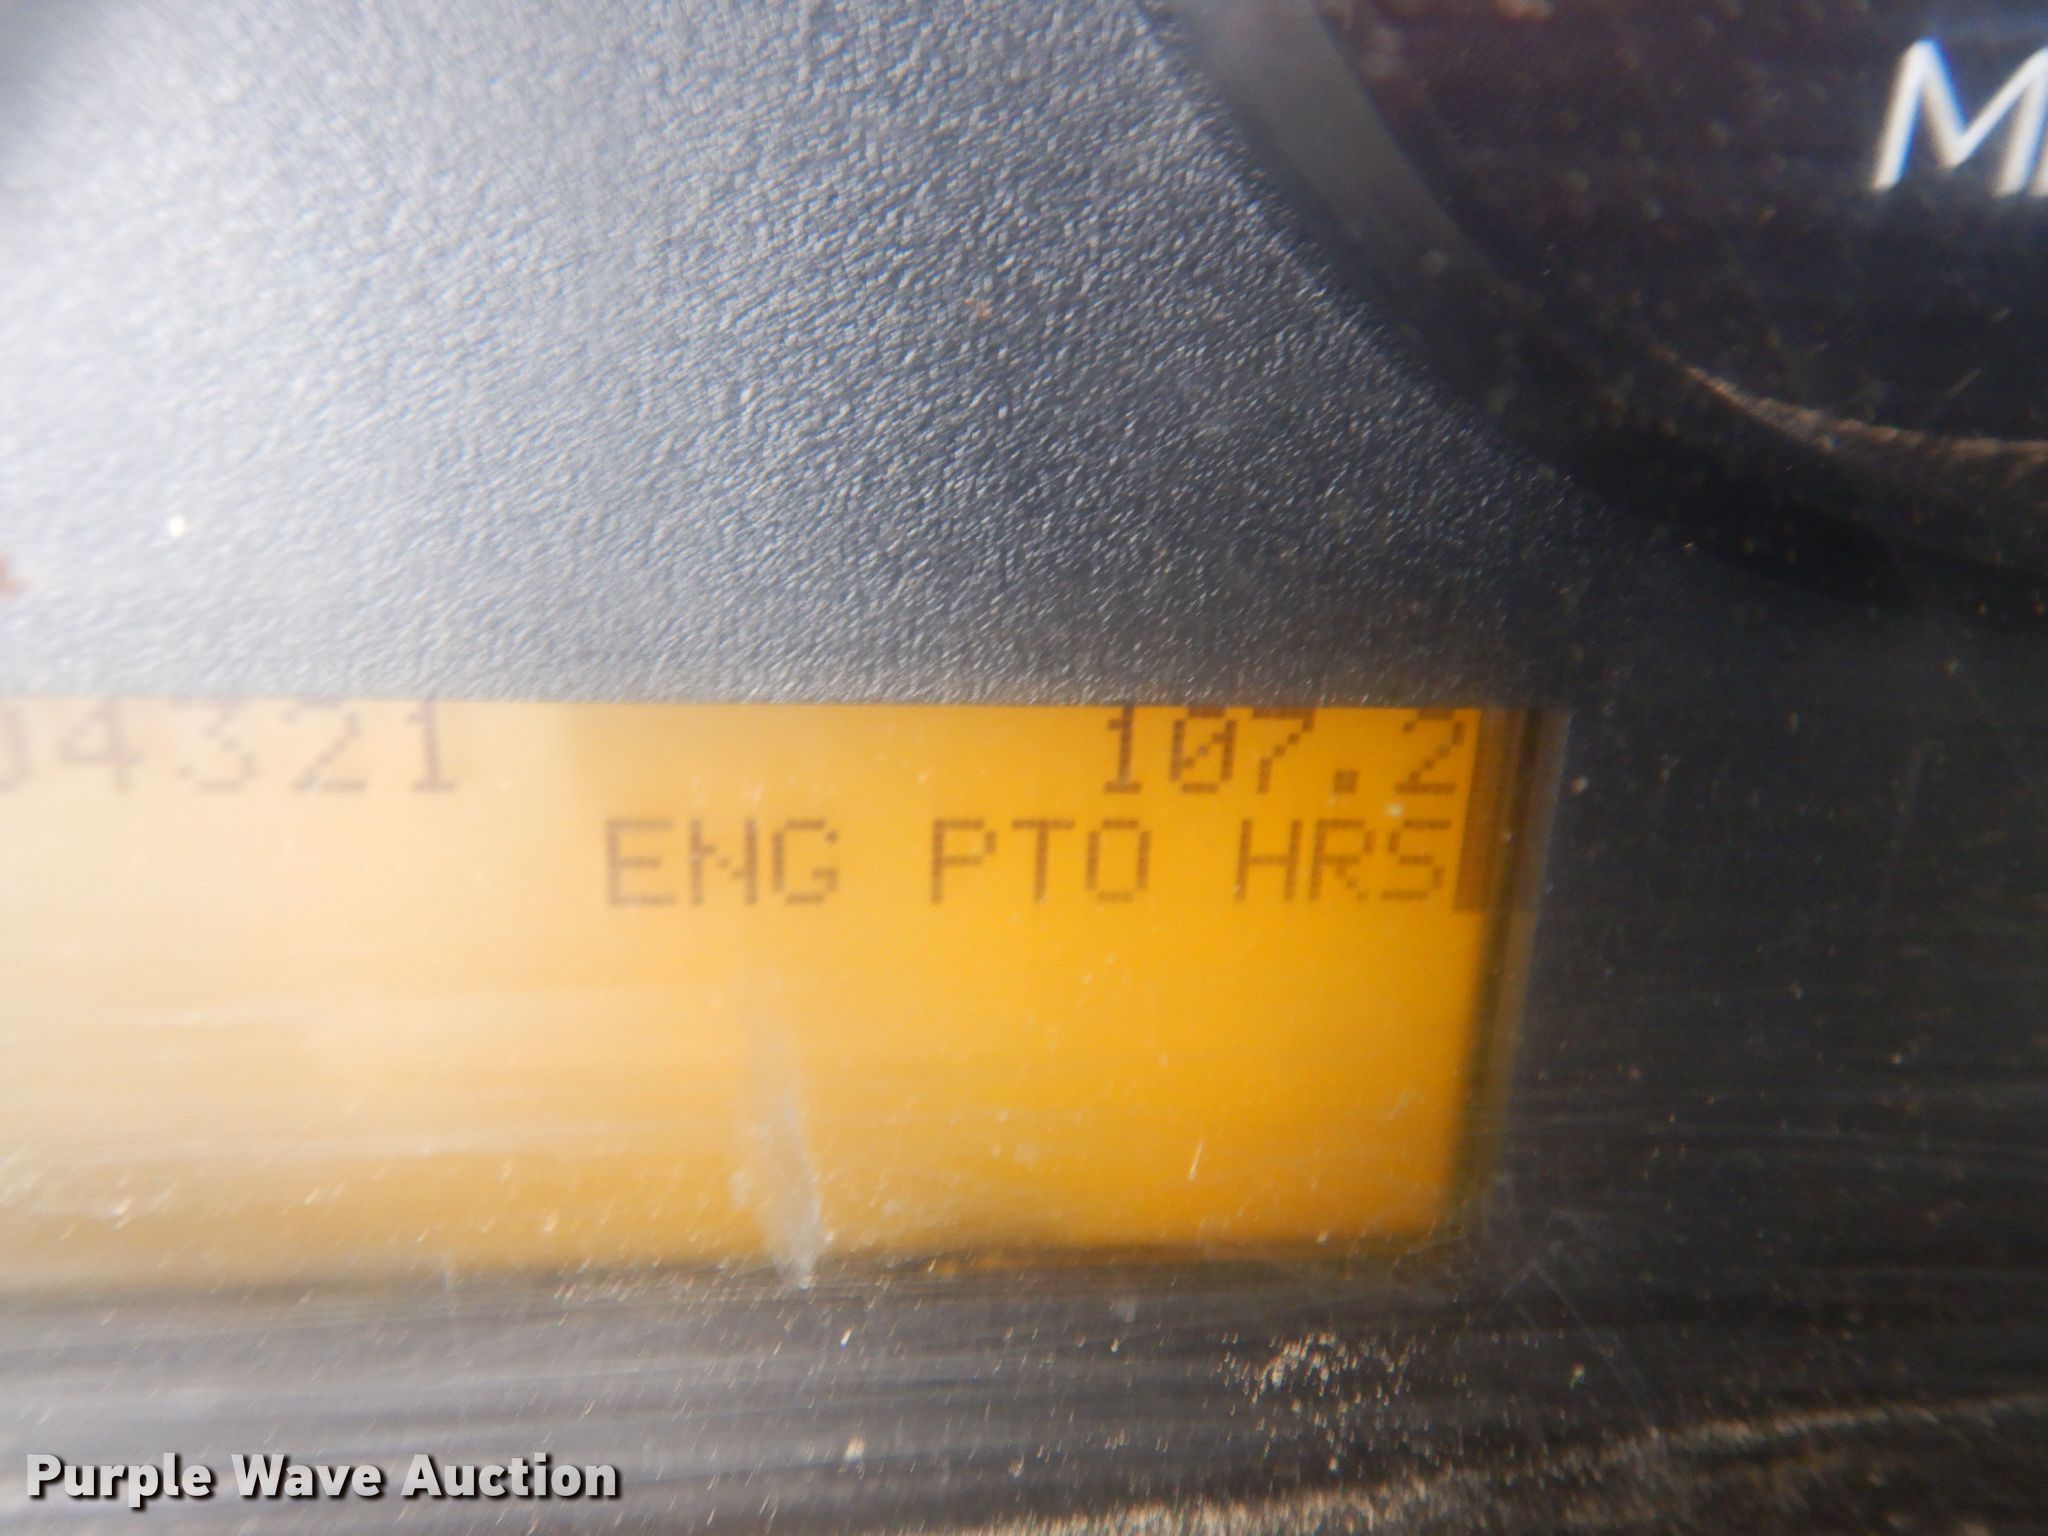 M
04321 107.2
ENG PTO HRS
Purple Wave Auction